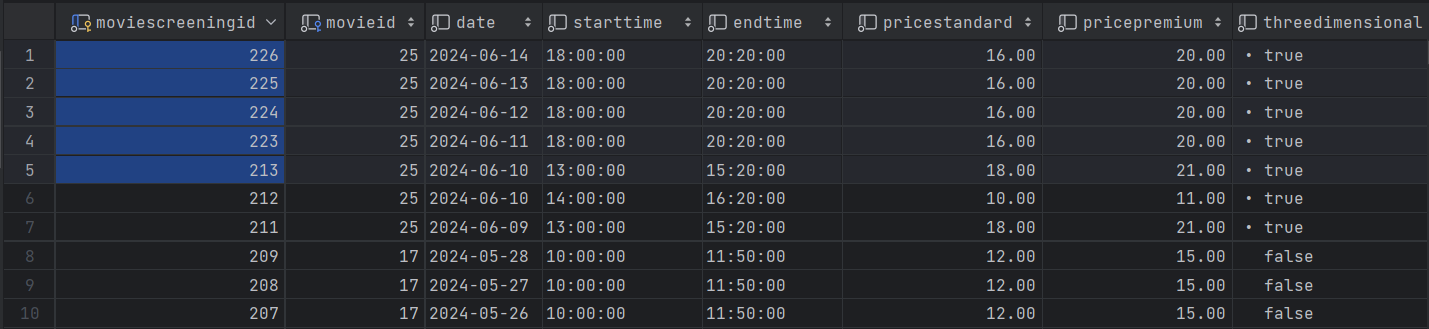 moviescreeningid movieid date starttime endtime pricestandard pricepremium threedimensional
1 226 25 2024-06-14 18:00:00 20:20:00 16.00 20.00 • true
2 225 25 2024-06-13 18:00:00 20:20:00 16.00 20.00 • true
3 224 25 2024-06-12 18:00:00 20:20:00 16.00 20.00 • true
4 223 25 2024-06-11 18:00:00 20:20:00 16.00 20.00 • true
5 213 25 2024-06-10 13:00:00 15:20:00 18.00 21.00 • true
6 212 25 2024-06-10 14:00:00 16:20:00 10.00 11.00 • true
7 211 25 2024-06-09 13:00:00 15:20:00 18.00 21.00 • true
8 209 17 2024-05-28 10:00:00 11:50:00 12.00 15.00 false
9 208 17 2024-05-27 10:00:00 11:50:00 12.00 15.00 false
10 207 17 2024-05-26 10:00:00 11:50:00 12.00 15.00 false